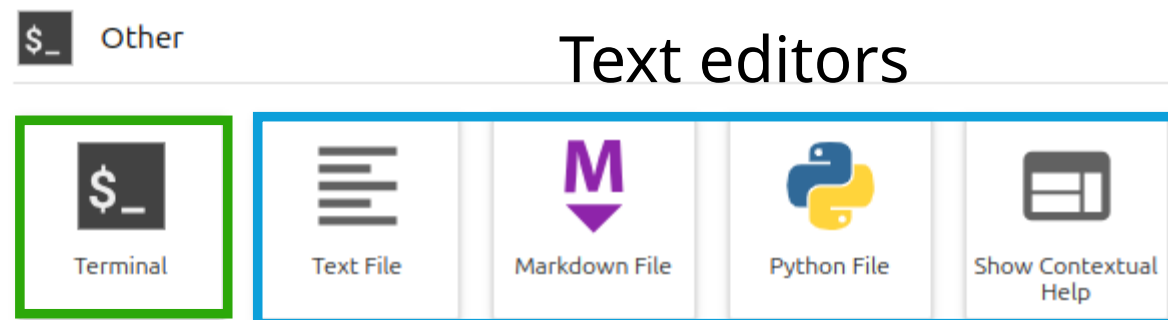 $_ Other
Text editors
$_
M
Terminal
Text File
Markdown File
Python File
Show Contextual
Help